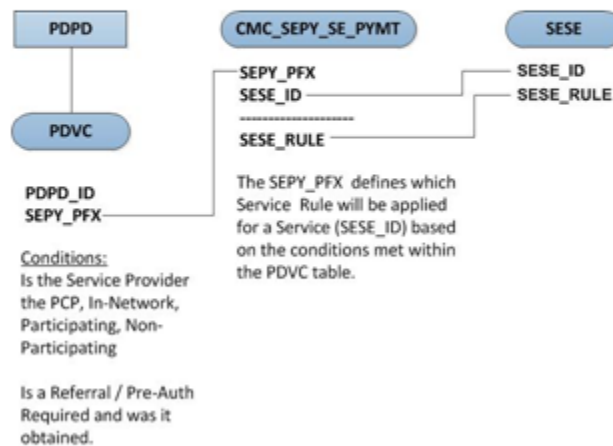 PDPD
CMC_SEPY_SE_PYMT
SESE
SEPY_PFX
SESE_ID
--------------------
SESE_RULE
SESE_ID
SESE_RULE
PDVC
PDPD_ID
SEPY_PFX
The SEPY_PFX defines which
Service Rule will be applied
for a Service (SESE_ID) based
on the conditions met within
the PDVC table.
Conditions:
Is the Service Provider
the PCP, In-Network,
Participating, Non-
Participating
Is a Referral / Pre-Auth
Required and was it
obtained.